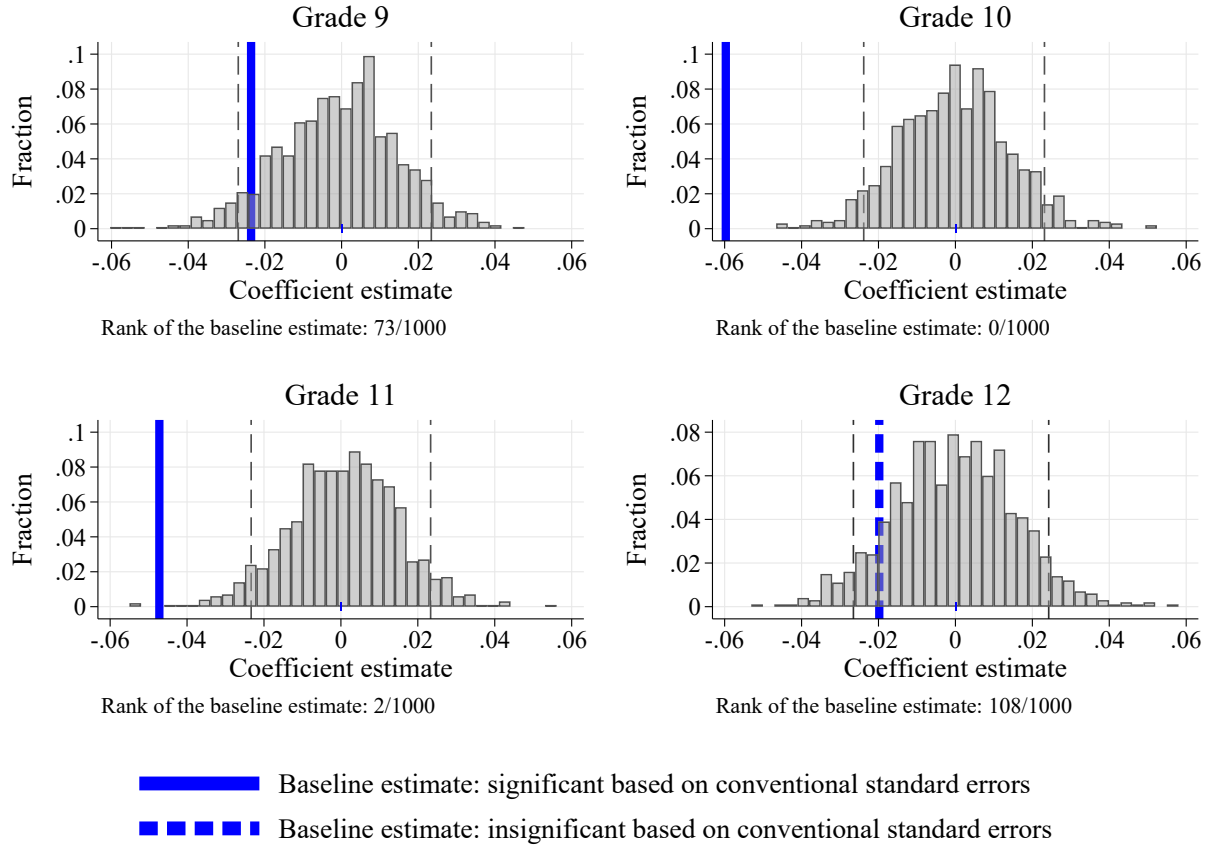 Grade 9
Fraction
.1
.08
.06
.04
.02
0
-.06 -.04 -.02 0 .02 .04 .06
Coefficient estimate
Rank of the baseline estimate: 73/1000
Grade 10
Fraction
.1
.08
.06
.04
.02
0
-.06 -.04 -.02 0 .02 .04 .06
Coefficient estimate
Rank of the baseline estimate: 0/1000
Grade 11
Fraction
.1
.08
.06
.04
.02
0
-.06 -.04 -.02 0 .02 .04 .06
Coefficient estimate
Rank of the baseline estimate: 2/1000
Grade 12
Fraction
.08
.06
.04
.02
0
-.06 -.04 -.02 0 .02 .04 .06
Coefficient estimate
Rank of the baseline estimate: 108/1000
Baseline estimate: significant based on conventional standard errors
Baseline estimate: insignificant based on conventional standard errors